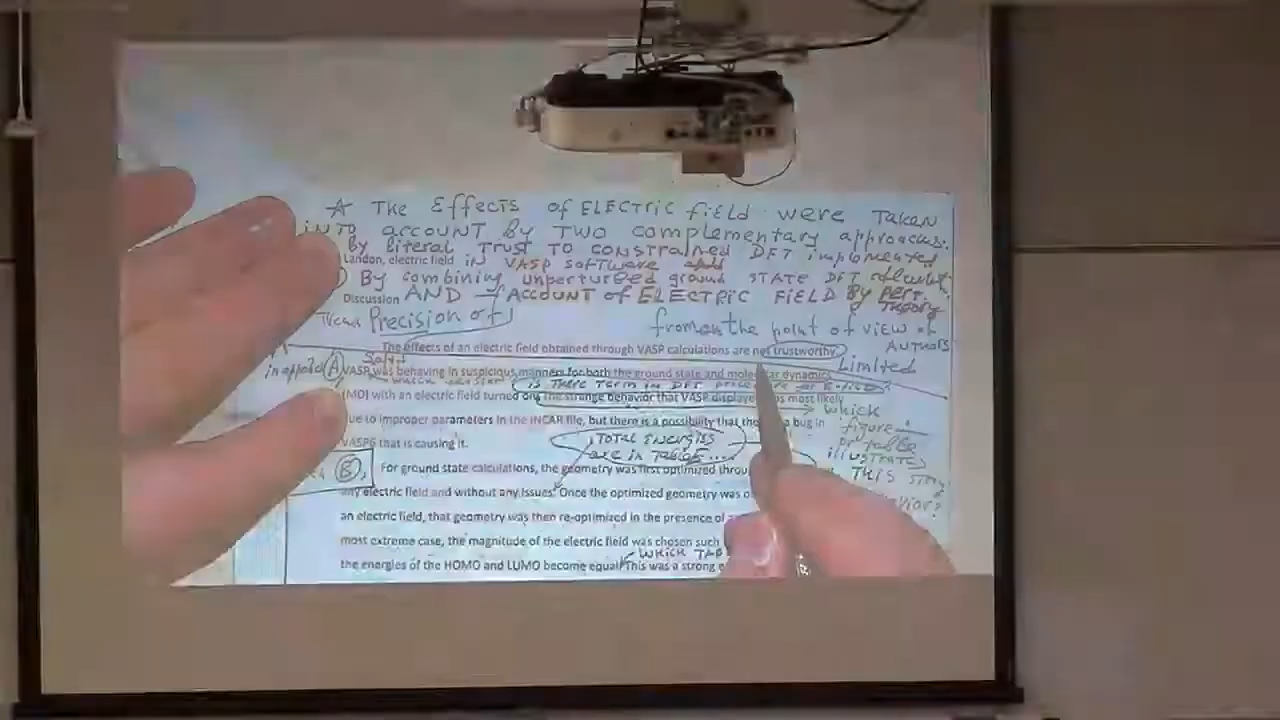 A THE Effects of ELECTRIC field were TAKEN
INTO account by TWO complementary approaches.
By literal TRUST TO CONSTRAINED DFT implemented
Landon, electric field IN VASP software and
By combining unperturbed ground STATE DFT
Discussion AND ACCOUNT of ELECTRIC FIELD BY PERT.
Theory
Precision of
from the point of view of
AUTHORS
The effects of an electric field obtained through VASP calculations are not trustworthy.
Limited
(A) VASP was behaving in suspicious manners for both the ground state and molecular dynamics
which version is THERE TERM IN DFT
(MD) with an electric field turned on. The strange behavior that VASP displayed was most likely
which
due to improper parameters in the INCAR file, but there is a possibility that there is a bug in
figure
VASP6 that is causing it.
TOTAL ENERGIES
are in TABLE ....
or table
illustrates
THIS
(B)
For ground state calculations, the geometry was first optimized
any electric field and without any issues. Once the optimized geometry was
behavior?
an electric field, that geometry was then re-optimized in the presence of
most extreme case, the magnitude of the electric field was chosen such
WHICH
the energies of the HOMO and LUMO become equal. This was a strong